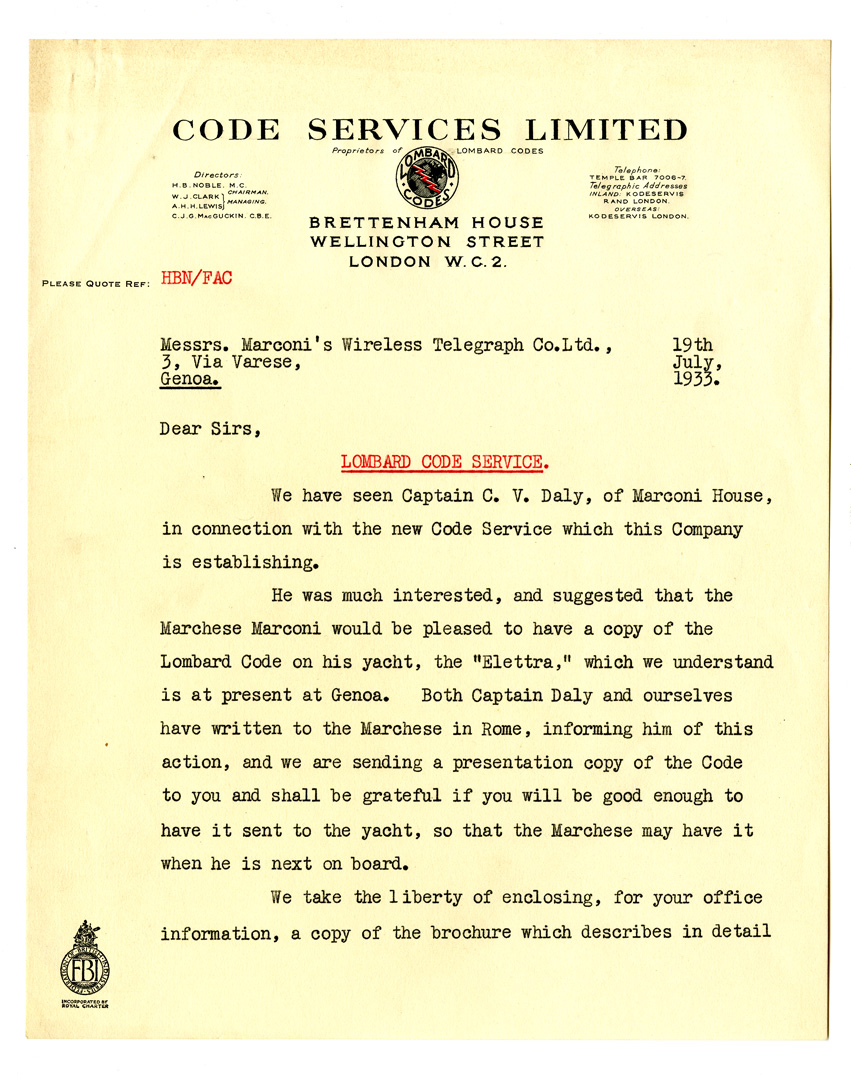 CODE SERVICES LIMITED
Proprietors of LOMBARD CODES
LOMBARD
CODES
Directors:
H.B. NOBLE, M.C.
CHAIRMAN.
W.J. CLARK
A.H.H. LEWIS
MANAGING.
C.J.G. MACGUCKIN, C.B.E.
Telephone:
TEMPLE BAR 7006-7.
Telegraphic Addresses
INLAND: KODESERVIS
RAND LONDON.
OVERSEAS:
KODESERVIS LONDON.
BRETTENHAM HOUSE
WELLINGTON STREET
LONDON W.C.2.
PLEASE QUOTE REF: HBN/FAC
Messrs. Marconi's Wireless Telegraph Co.Ltd., 19th
3, Via Varese, July,
Genoa. 1933.
Dear Sirs,
LOMBARD CODE SERVICE.
We have seen Captain C. V. Daly, of Marconi House,
in connection with the new Code Service which this Company
is establishing.
He was much interested, and suggested that the
Marchese Marconi would be pleased to have a copy of the
Lombard Code on his yacht, the "Elettra," which we understand
is at present at Genoa. Both Captain Daly and ourselves
have written to the Marchese in Rome, informing him of this
action, and we are sending a presentation copy of the Code
to you and shall be grateful if you will be good enough to
have it sent to the yacht, so that the Marchese may have it
when he is next on board.
We take the liberty of enclosing, for your office
information, a copy of the brochure which describes in detail
FEDERATION OF BRITISH INDUSTRIES
FBI
INCORPORATED BY
ROYAL CHARTER